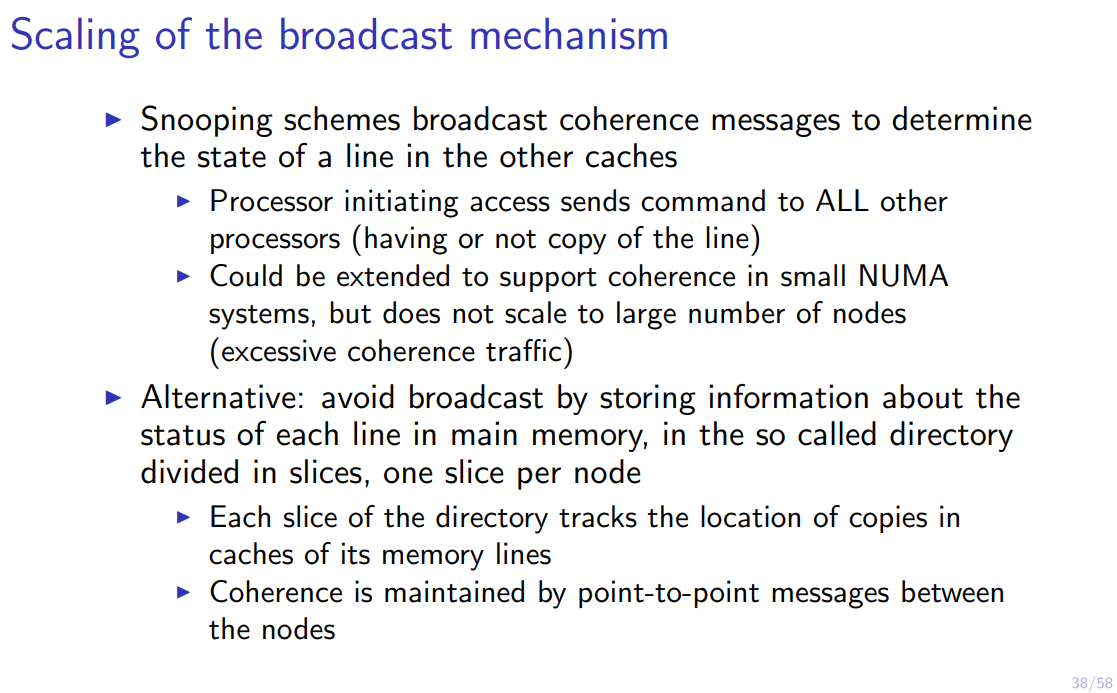 Scaling of the broadcast mechanism
Snooping schemes broadcast coherence messages to determine
the state of a line in the other caches
Processor initiating access sends command to ALL other
processors (having or not copy of the line)
Could be extended to support coherence in small NUMA
systems, but does not scale to large number of nodes
(excessive coherence traffic)
Alternative: avoid broadcast by storing information about the
status of each line in main memory, in the so called directory
divided in slices, one slice per node
Each slice of the directory tracks the location of copies in
caches of its memory lines
Coherence is maintained by point-to-point messages between
the nodes
38/58